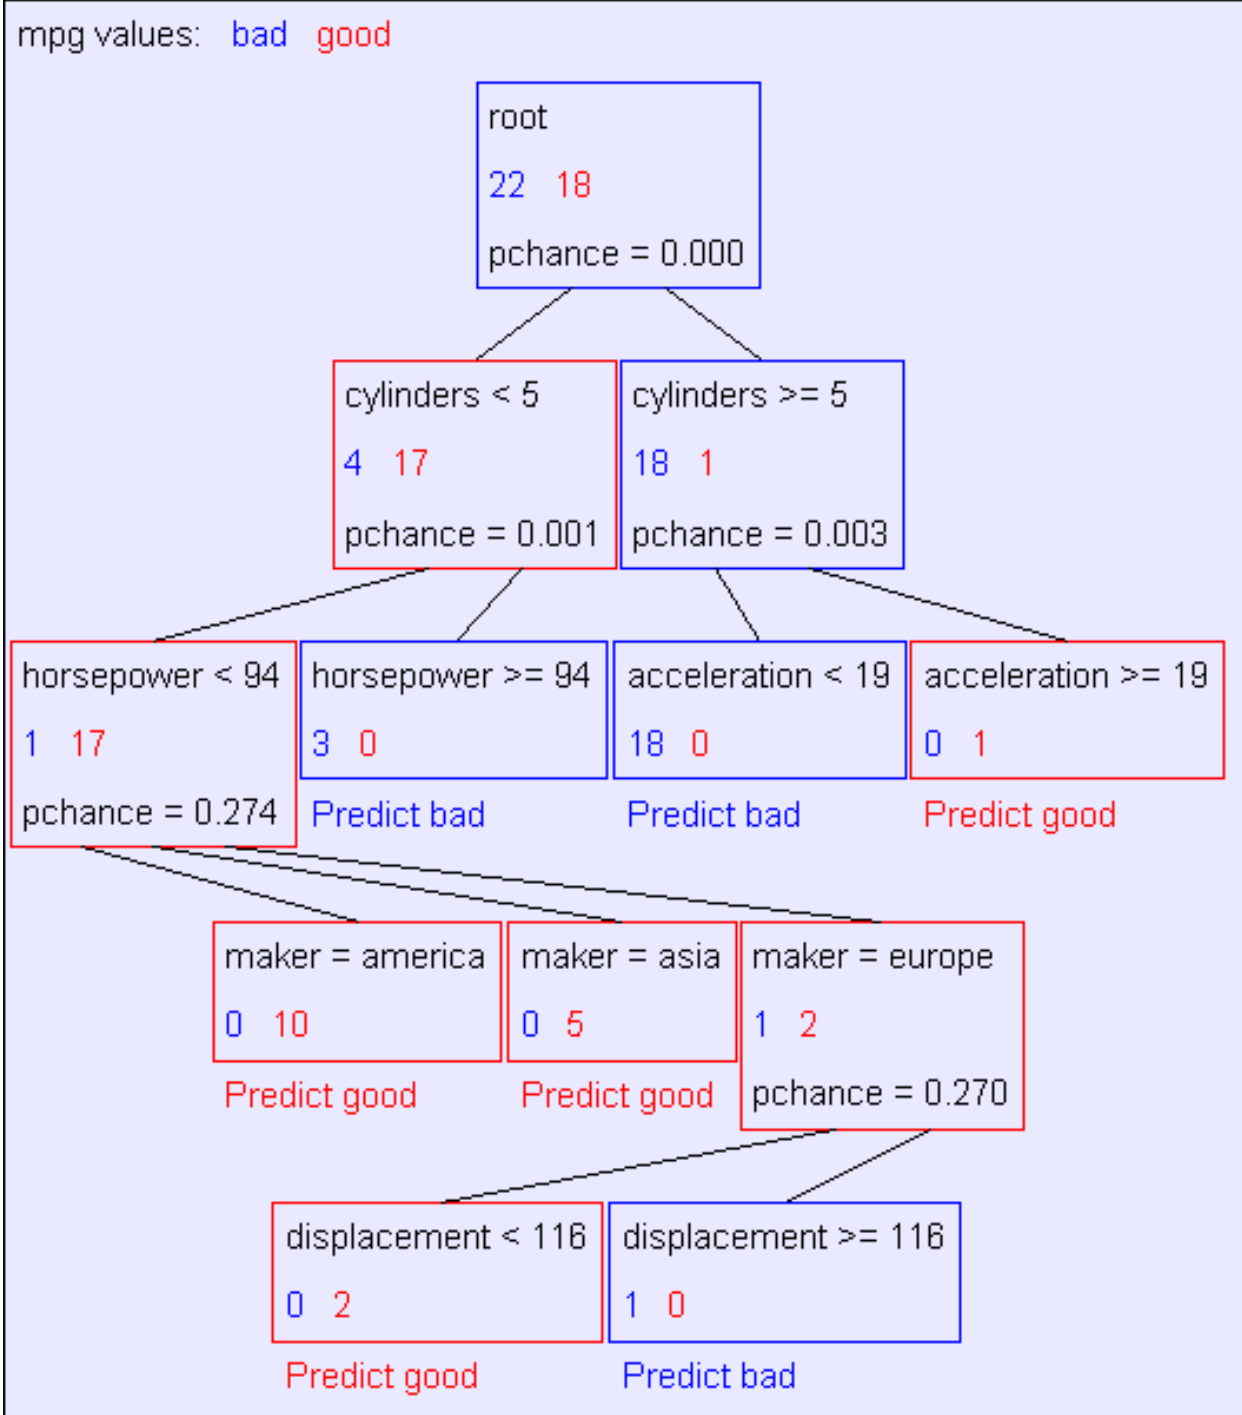 mpg values: bad good
root
22 18
pchance = 0.000
cylinders < 5
4 17
pchance = 0.001
cylinders >= 5
18 1
pchance = 0.003
horsepower < 94
1 17
pchance = 0.274
horsepower >= 94
3 0
Predict bad
acceleration < 19
18 0
Predict bad
acceleration >= 19
0 1
Predict good
maker = america
0 10
Predict good
maker = asia
0 5
Predict good
maker = europe
1 2
pchance = 0.270
displacement < 116
0 2
Predict good
displacement >= 116
1 0
Predict bad